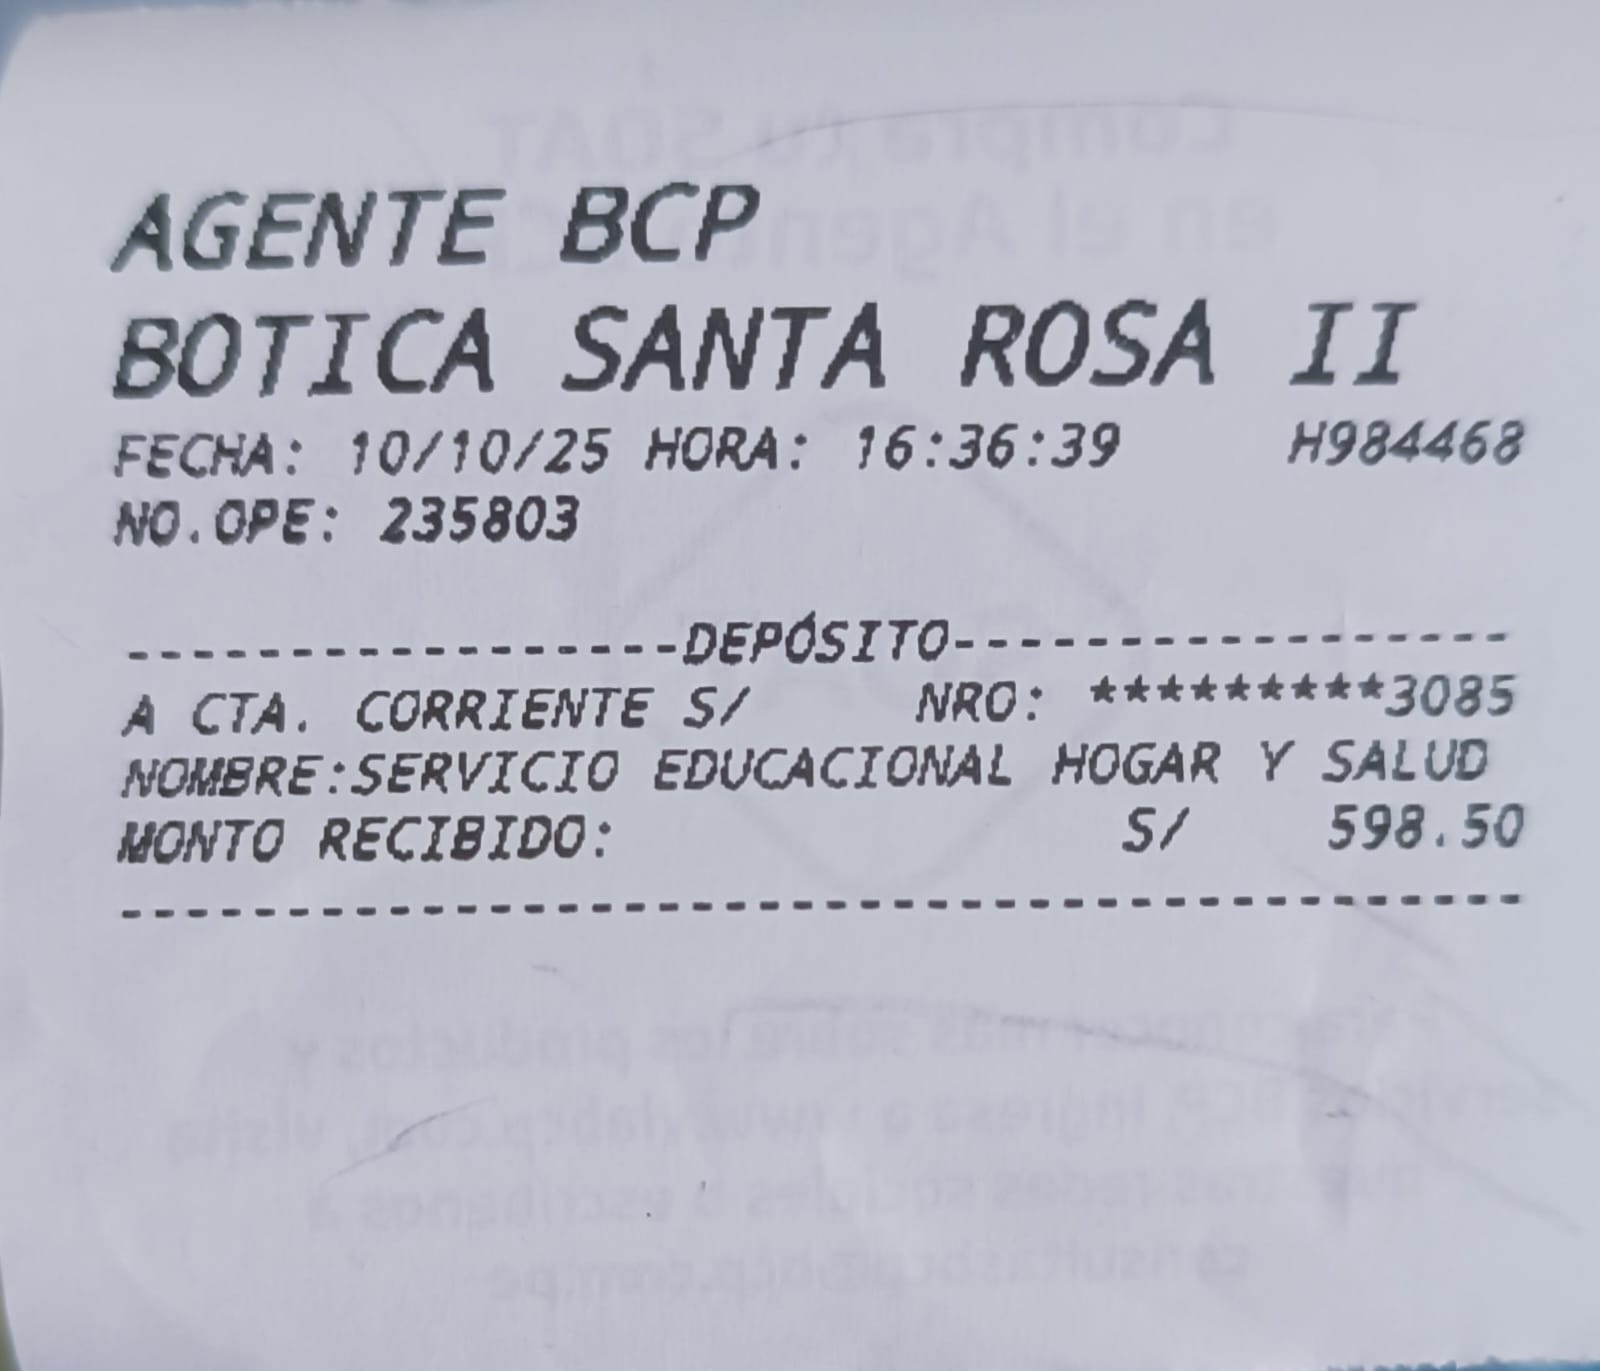 AGENTE BCP
BOTICA SANTA ROSA II
FECHA: 10/10/25 HORA: 16:36:39 H984468
NO.OPE: 235803
-----------------DEPÓSITO-----------------
A CTA. CORRIENTE S/ NRO: *********3085
NOMBRE:SERVICIO EDUCACIONAL HOGAR Y SALUD
MONTO RECIBIDO: S/ 598.50
------------------------------------------